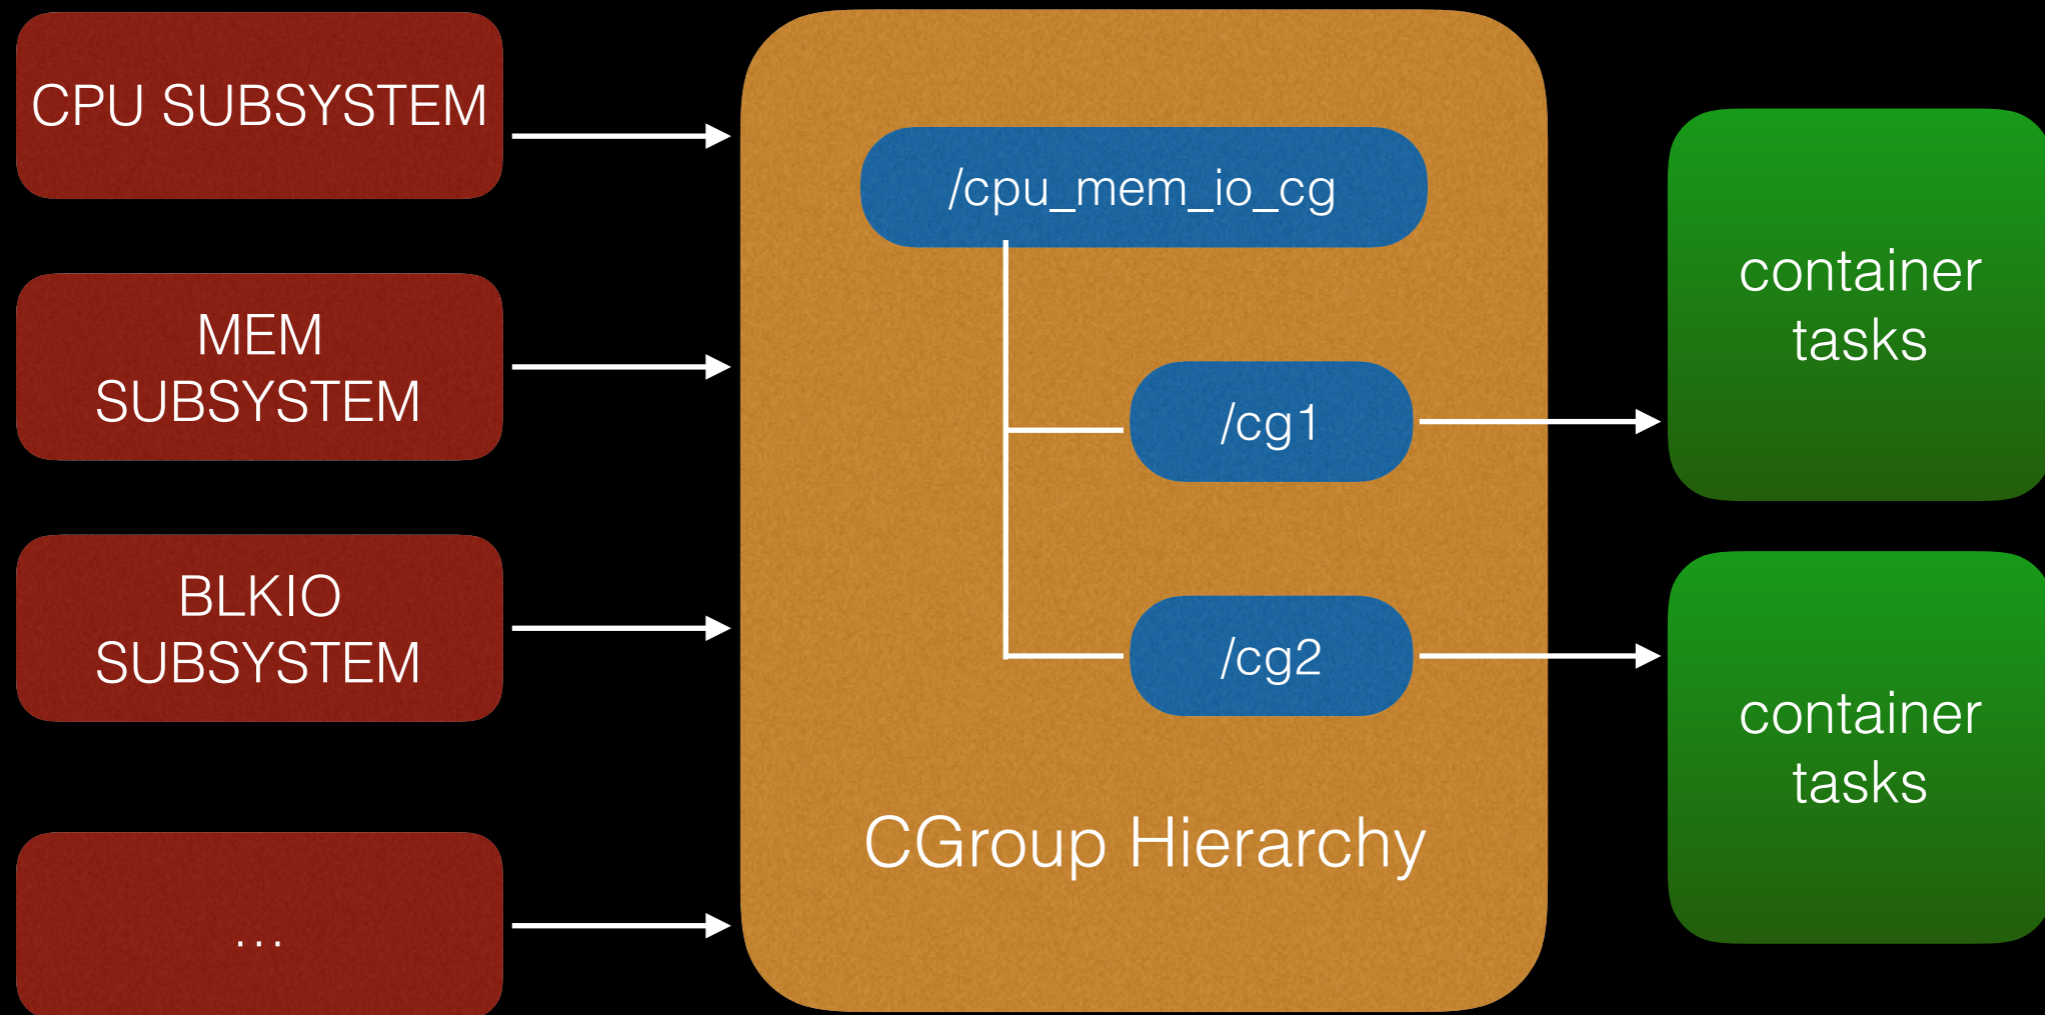 CPU SUBSYSTEM
MEM
SUBSYSTEM
BLKIO
SUBSYSTEM
...
/cpu_mem_io_cg
/cg1
/cg2
CGroup Hierarchy
container
tasks
container
tasks